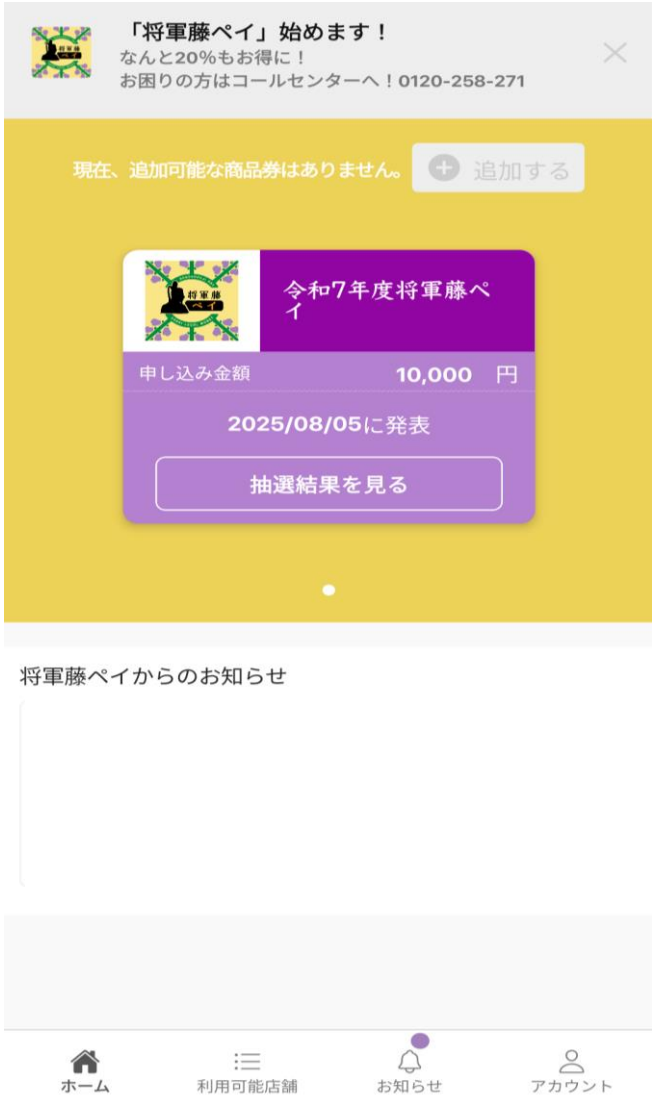 「将軍藤ペイ」始めます！
なんと20%もお得に！
お困りの方はコールセンターへ！0120-258-271
現在、追加可能な商品券はありません。 追加する
将軍藤
ペイ
令和7年度将軍藤ペ
イ
申し込み金額 10,000 円
2025/08/05に発表
抽選結果を見る
将軍藤ペイからのお知らせ
ホーム 利用可能店舗 お知らせ アカウント